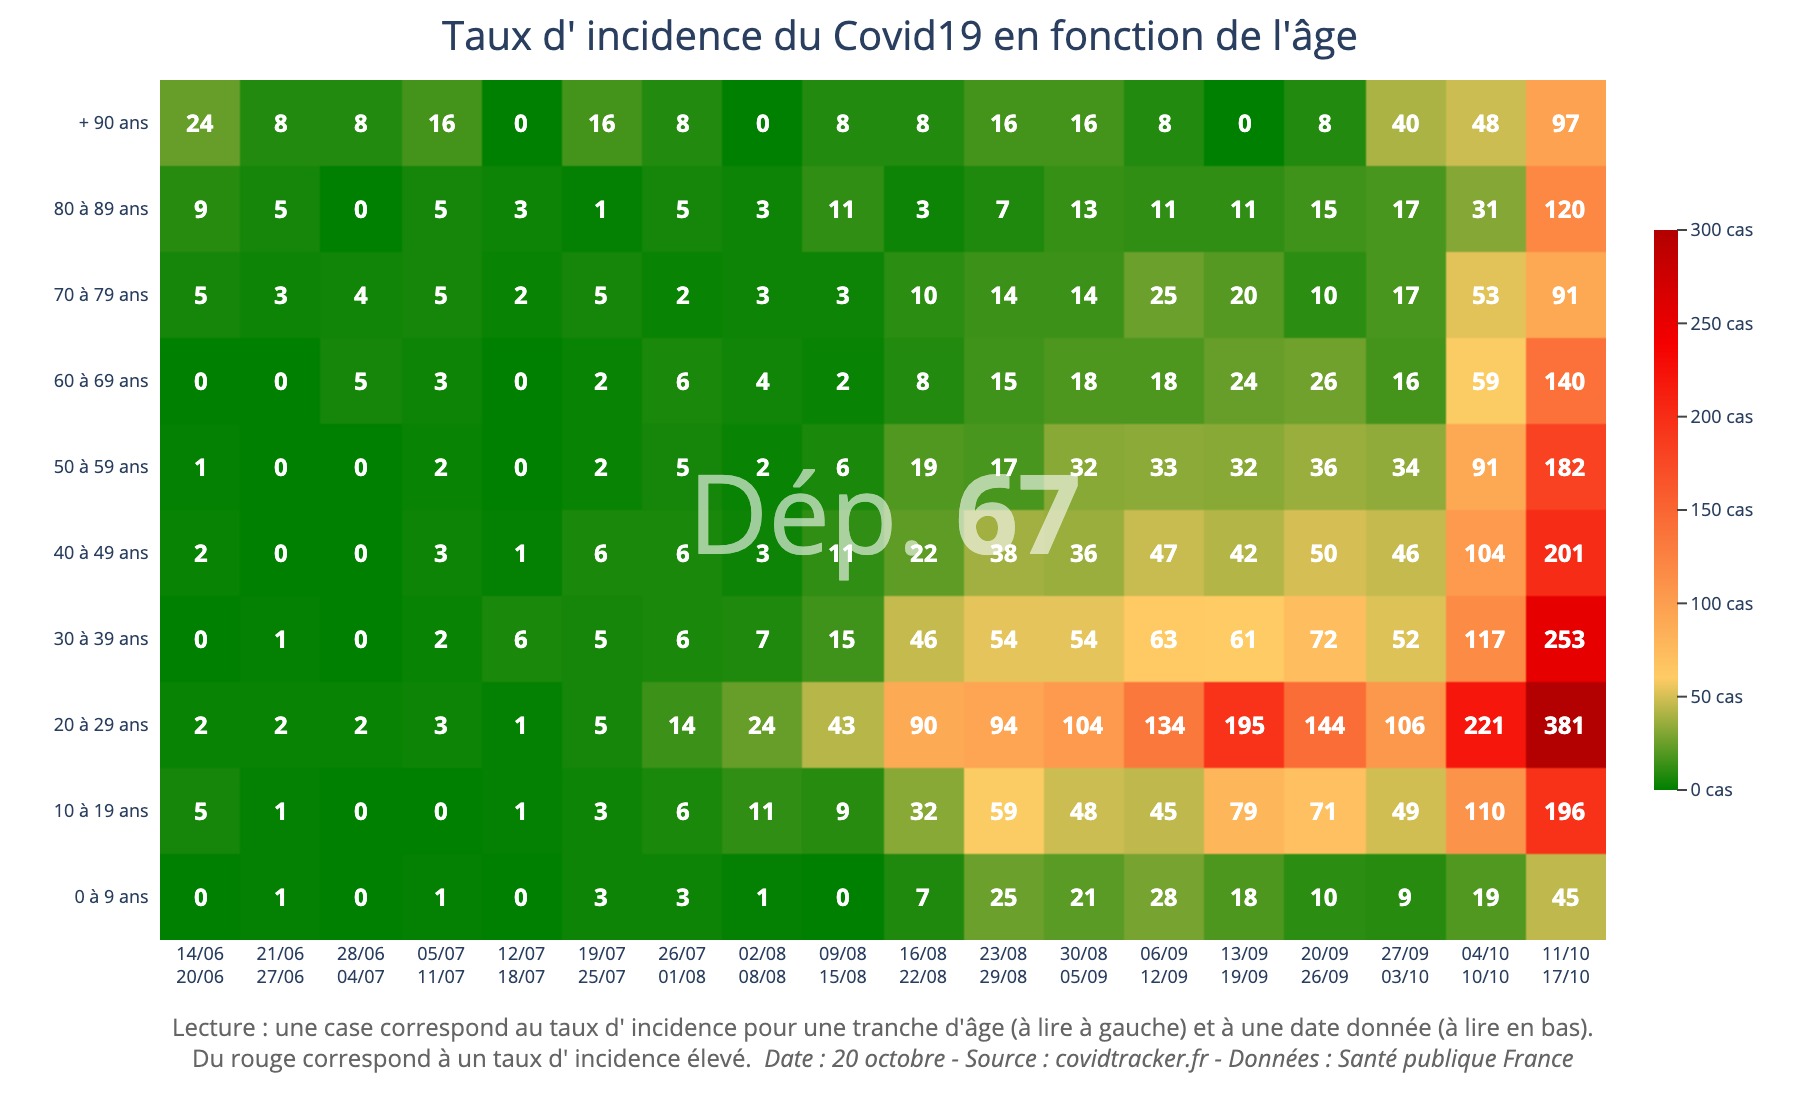 Taux d' incidence du Covid19 en fonction de l'âge
+ 90 ans 24 8 8 16 0 16 8 0 8 8 16 16 8 0 8 40 48 97
80 à 89 ans 9 5 0 5 3 1 5 3 11 3 7 13 11 11 15 17 31 120
70 à 79 ans 5 3 4 5 2 5 2 3 3 10 14 14 25 20 10 17 53 91
60 à 69 ans 0 0 5 3 0 2 6 4 2 8 15 18 18 24 26 16 59 140
50 à 59 ans 1 0 0 2 0 2 5 2 6 19 17 32 33 32 36 34 91 182
Dép. 67
40 à 49 ans 2 0 0 3 1 6 6 3 11 22 38 36 47 42 50 46 104 201
30 à 39 ans 0 1 0 2 6 5 6 7 15 46 54 54 63 61 72 52 117 253
20 à 29 ans 2 2 2 3 1 5 14 24 43 90 94 104 134 195 144 106 221 381
10 à 19 ans 5 1 0 0 1 3 6 11 9 32 59 48 45 79 71 49 110 196
0 à 9 ans 0 1 0 1 0 3 3 1 0 7 25 21 28 18 10 9 19 45
14/06 21/06 28/06 05/07 12/07 19/07 26/07 02/08 09/08 16/08 23/08 30/08 06/09 13/09 20/09 27/09 04/10 11/10
20/06 27/06 04/07 11/07 18/07 25/07 01/08 08/08 15/08 22/08 29/08 05/09 12/09 19/09 26/09 03/10 10/10 17/10
300 cas
250 cas
200 cas
150 cas
100 cas
50 cas
0 cas
Lecture : une case correspond au taux d' incidence pour une tranche d'âge (à lire à gauche) et à une date donnée (à lire en bas).
Du rouge correspond à un taux d' incidence élevé. Date : 20 octobre - Source : covidtracker.fr - Données : Santé publique France